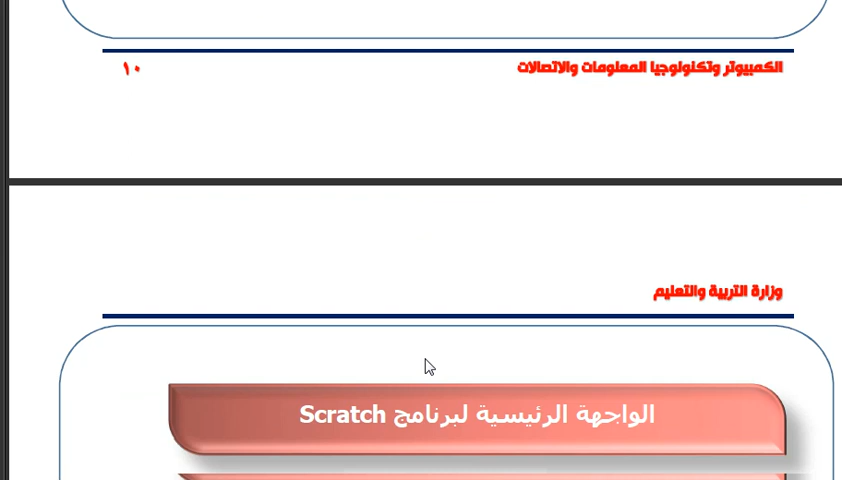 الكمبيوتر وتكنولوجيا المعلومات والاتصالات ١٠
وزارة التربية والتعليم
الواجهة الرئيسية لبرنامج Scratch